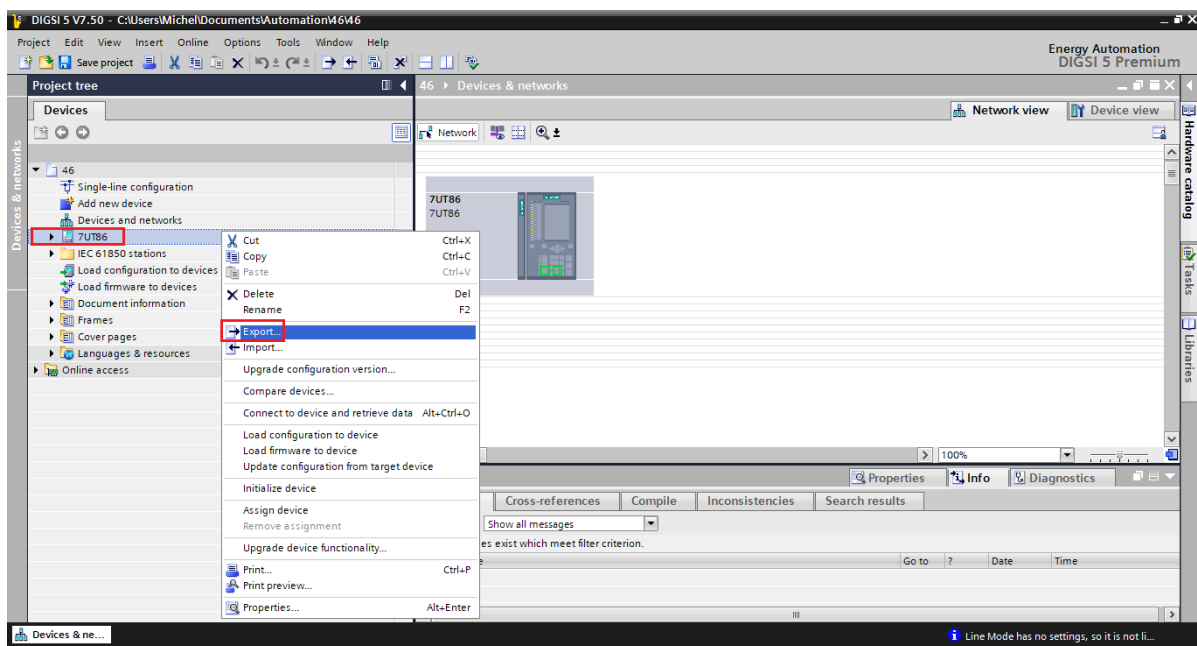 DIGSI 5 V7.50 - C:\Users\Michel\Documents\Automation\46\46
Project Edit View Insert Online Options Tools Window Help
Energy Automation
DIGSI 5 Premium
Save project
Project tree
46 Devices & networks
Devices
Network view
Device view
Network
Devices & networks
Hardware catalog
Tasks
Libraries
46
Single-line configuration
Add new device
Devices and networks
7UT86
IEC 61850 stations
Load configuration to devices
Load firmware to devices
Document information
Frames
Cover pages
Languages & resources
Online access
7UT86
7UT86
Cut Ctrl+X
Copy Ctrl+C
Paste Ctrl+V
Delete Del
Rename F2
Export...
Import...
Upgrade configuration version...
Compare devices...
Connect to device and retrieve data Alt+Ctrl+O
Load configuration to device
Load firmware to device
Update configuration from target device
Initialize device
Assign device
Remove assignment
Upgrade device functionality...
Print... Ctrl+P
Print preview...
Properties... Alt+Enter
100%
Properties
Info
Diagnostics
Cross-references
Compile
Inconsistencies
Search results
Show all messages
es exist which meet filter criterion.
Go to ? Date Time
Devices & ne...
Line Mode has no settings, so it is not li...